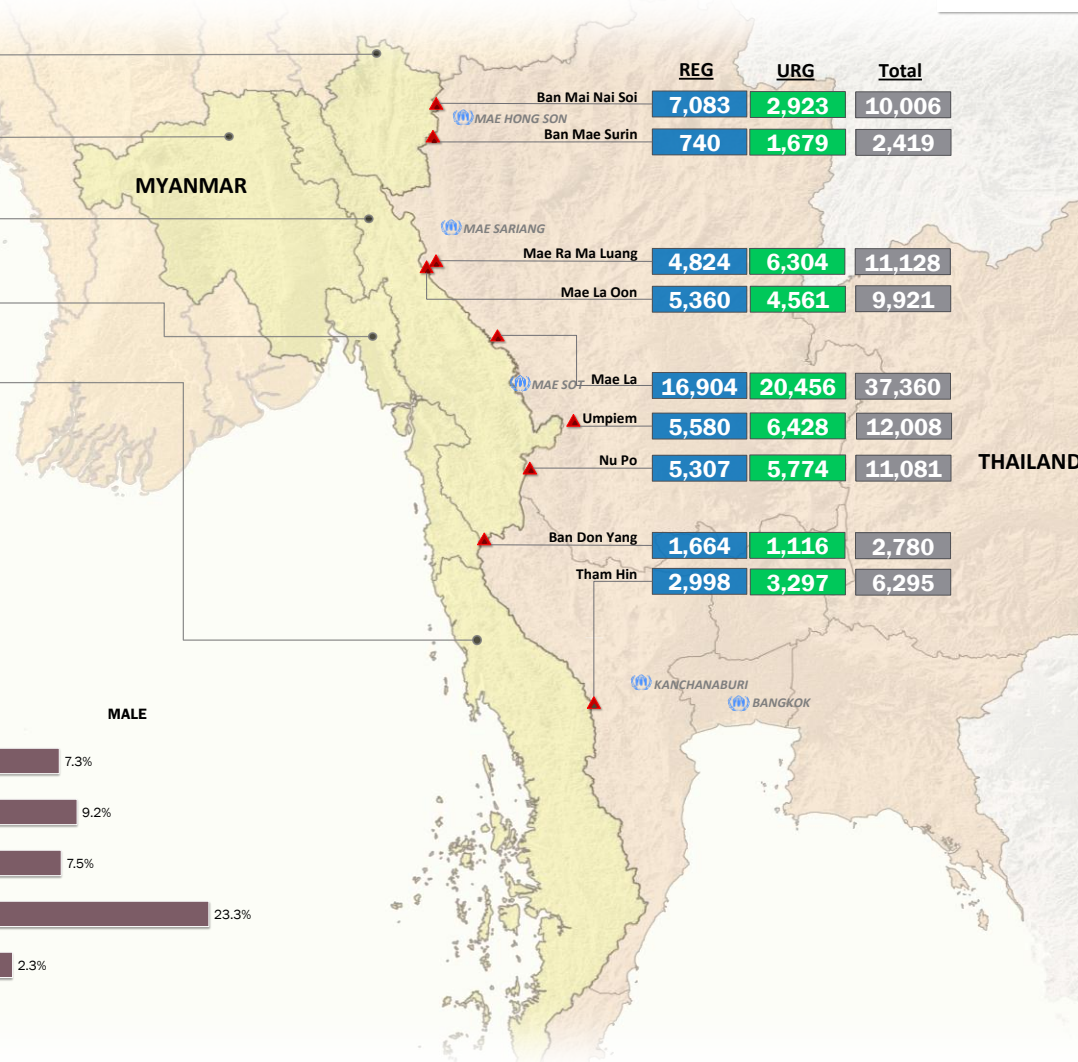 REG URG Total
Ban Mai Nai Soi 7,083 2,923 10,006
MAE HONG SON
Ban Mae Surin 740 1,679 2,419
MYANMAR
MAE SARIANG
Mae Ra Ma Luang 4,824 6,304 11,128
Mae La Oon 5,360 4,561 9,921
MAE SOT
Mae La 16,904 20,456 37,360
Umpiem 5,580 6,428 12,008
Nu Po 5,307 5,774 11,081
THAILAND
Ban Don Yang 1,664 1,116 2,780
Tham Hin 2,998 3,297 6,295
KANCHANABURI
BANGKOK
MALE
7.3%
9.2%
7.5%
23.3%
2.3%